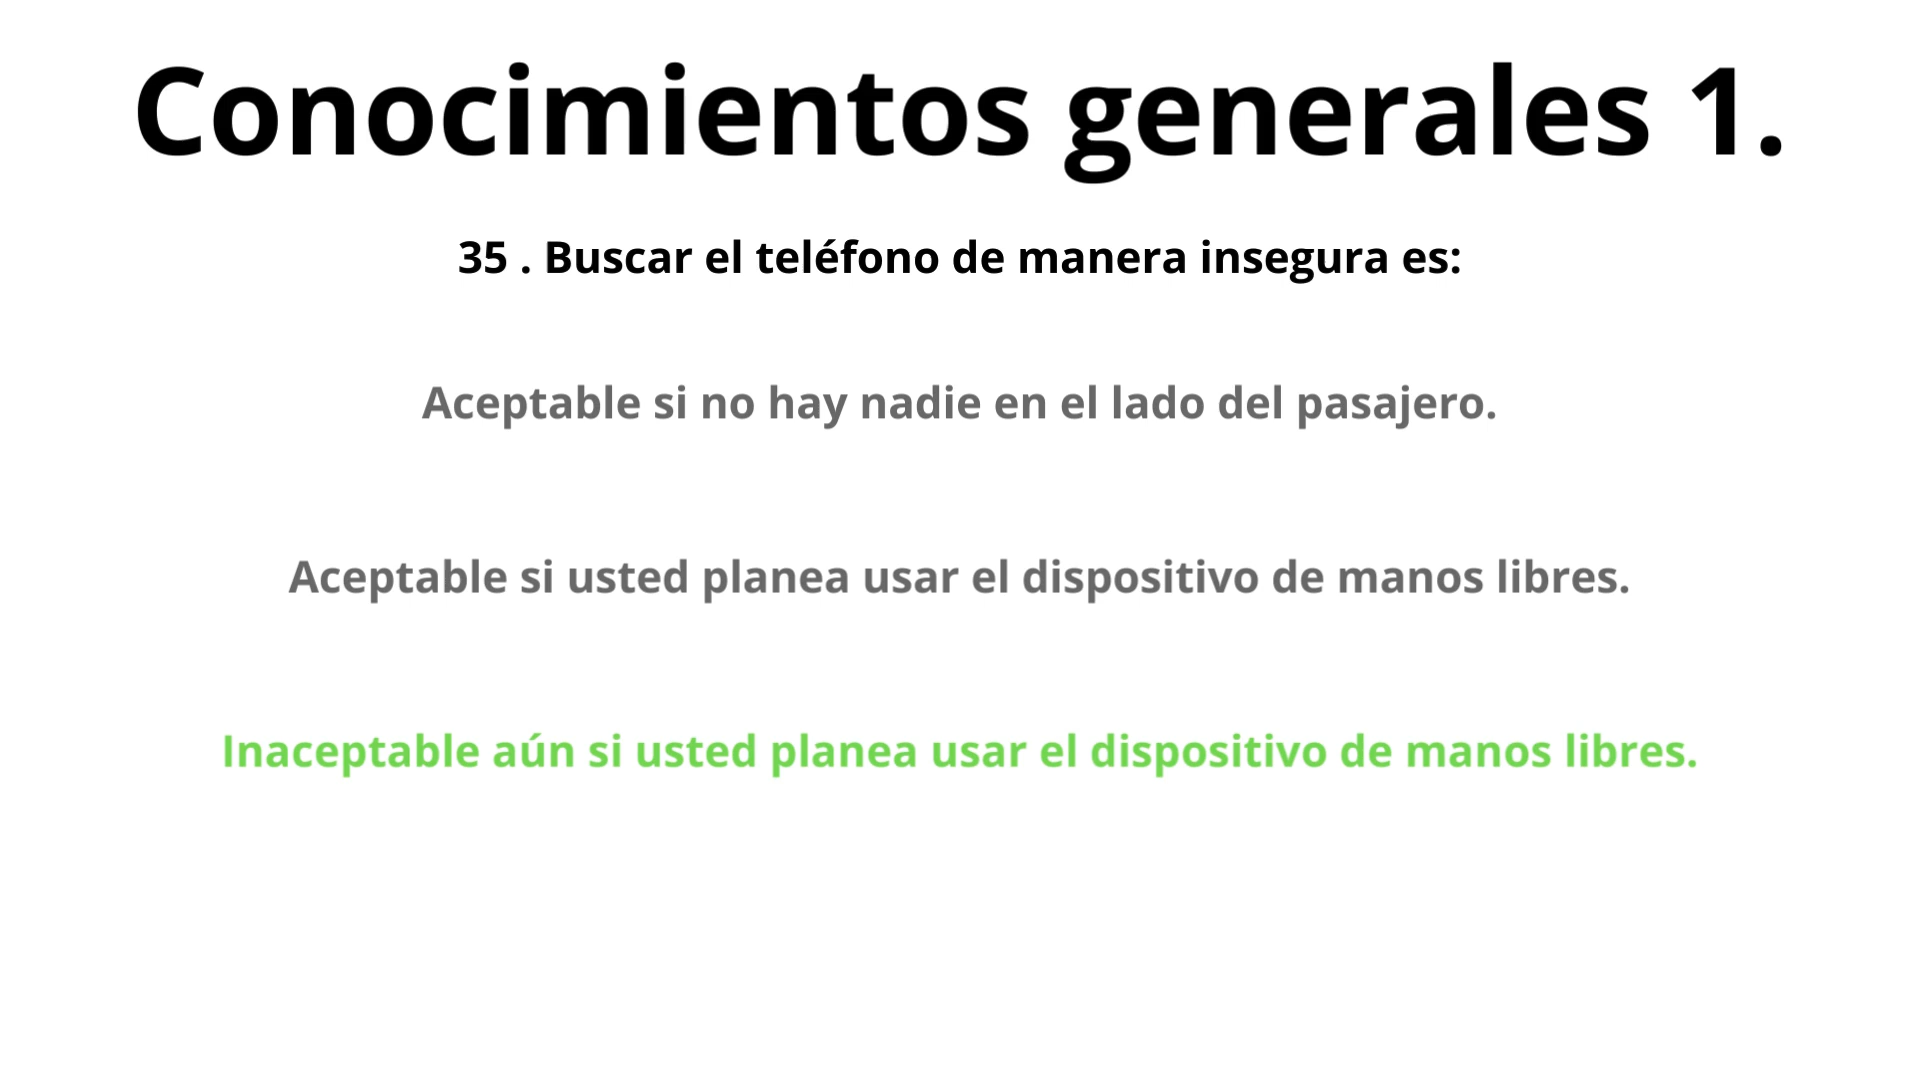 Conocimientos generales 1.
35 . Buscar el teléfono de manera insegura es:
Aceptable si no hay nadie en el lado del pasajero.
Aceptable si usted planea usar el dispositivo de manos libres.
Inaceptable aún si usted planea usar el dispositivo de manos libres.